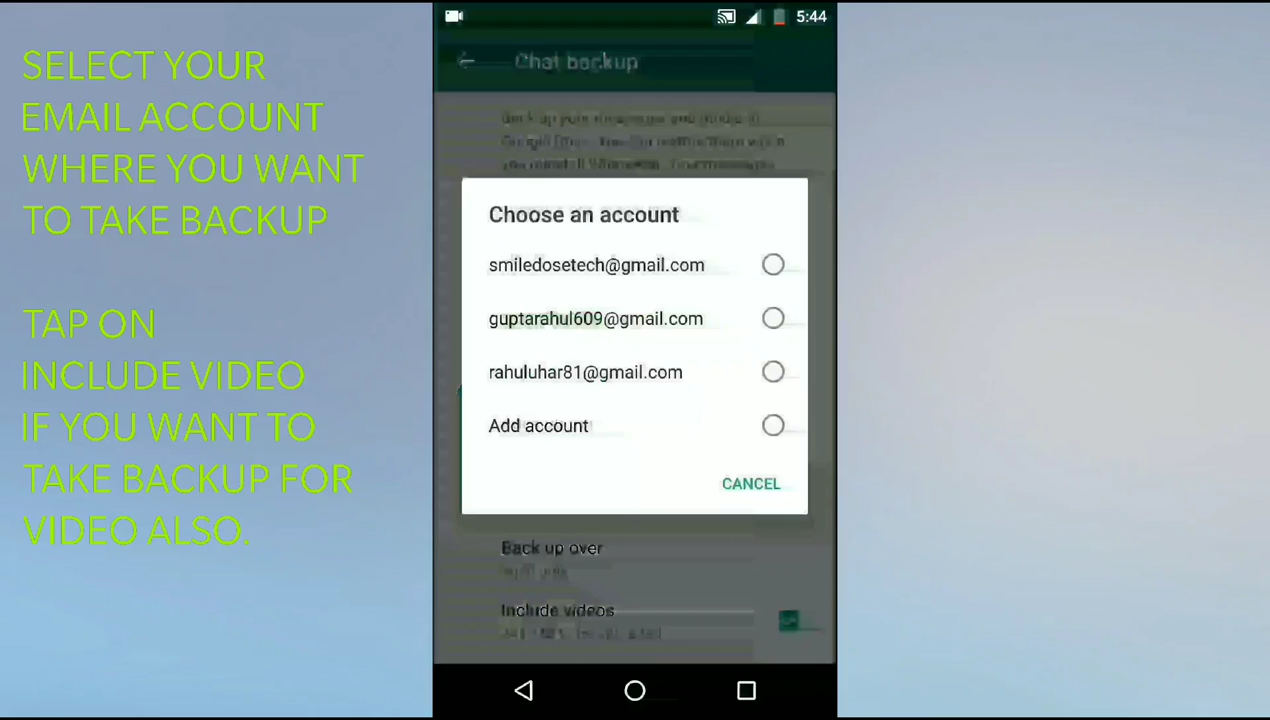 SELECT YOUR
EMAIL ACCOUNT
WHERE YOU WANT
TO TAKE BACKUP
TAP ON
INCLUDE VIDEO
IF YOU WANT TO
TAKE BACKUP FOR
VIDEO ALSO.
5:44
Chat backup
Choose an account
smiledosetech@gmail.com
guptarahul609@gmail.com
rahuluhar81@gmail.com
Add account
CANCEL
Back up over
Include videos